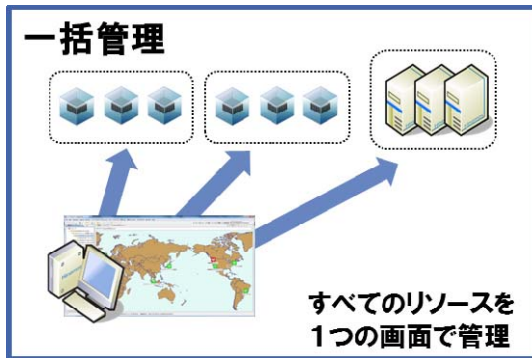 一括管理
すべてのリソースを
１つの画面で管理